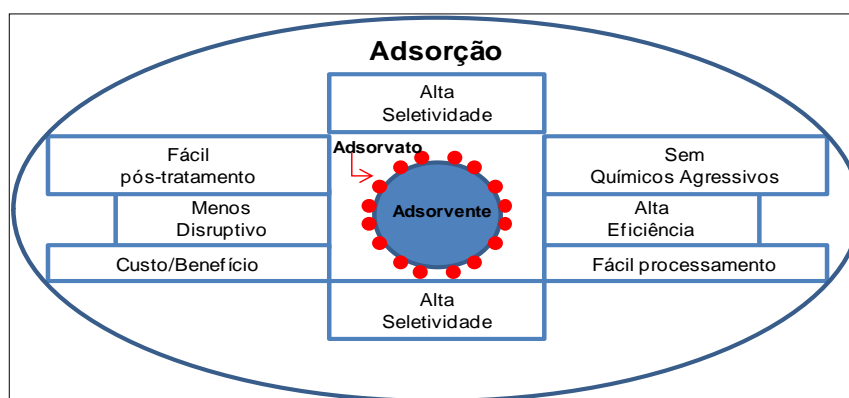 Adsorção
Alta
Seletividade
Fácil
pós-tratamento
Adsorvato
Sem
Químicos Agressivos
Menos
Disruptivo
Adsorvente
Alta
Eficiência
Custo/Benefício
Fácil processamento
Alta
Seletividade